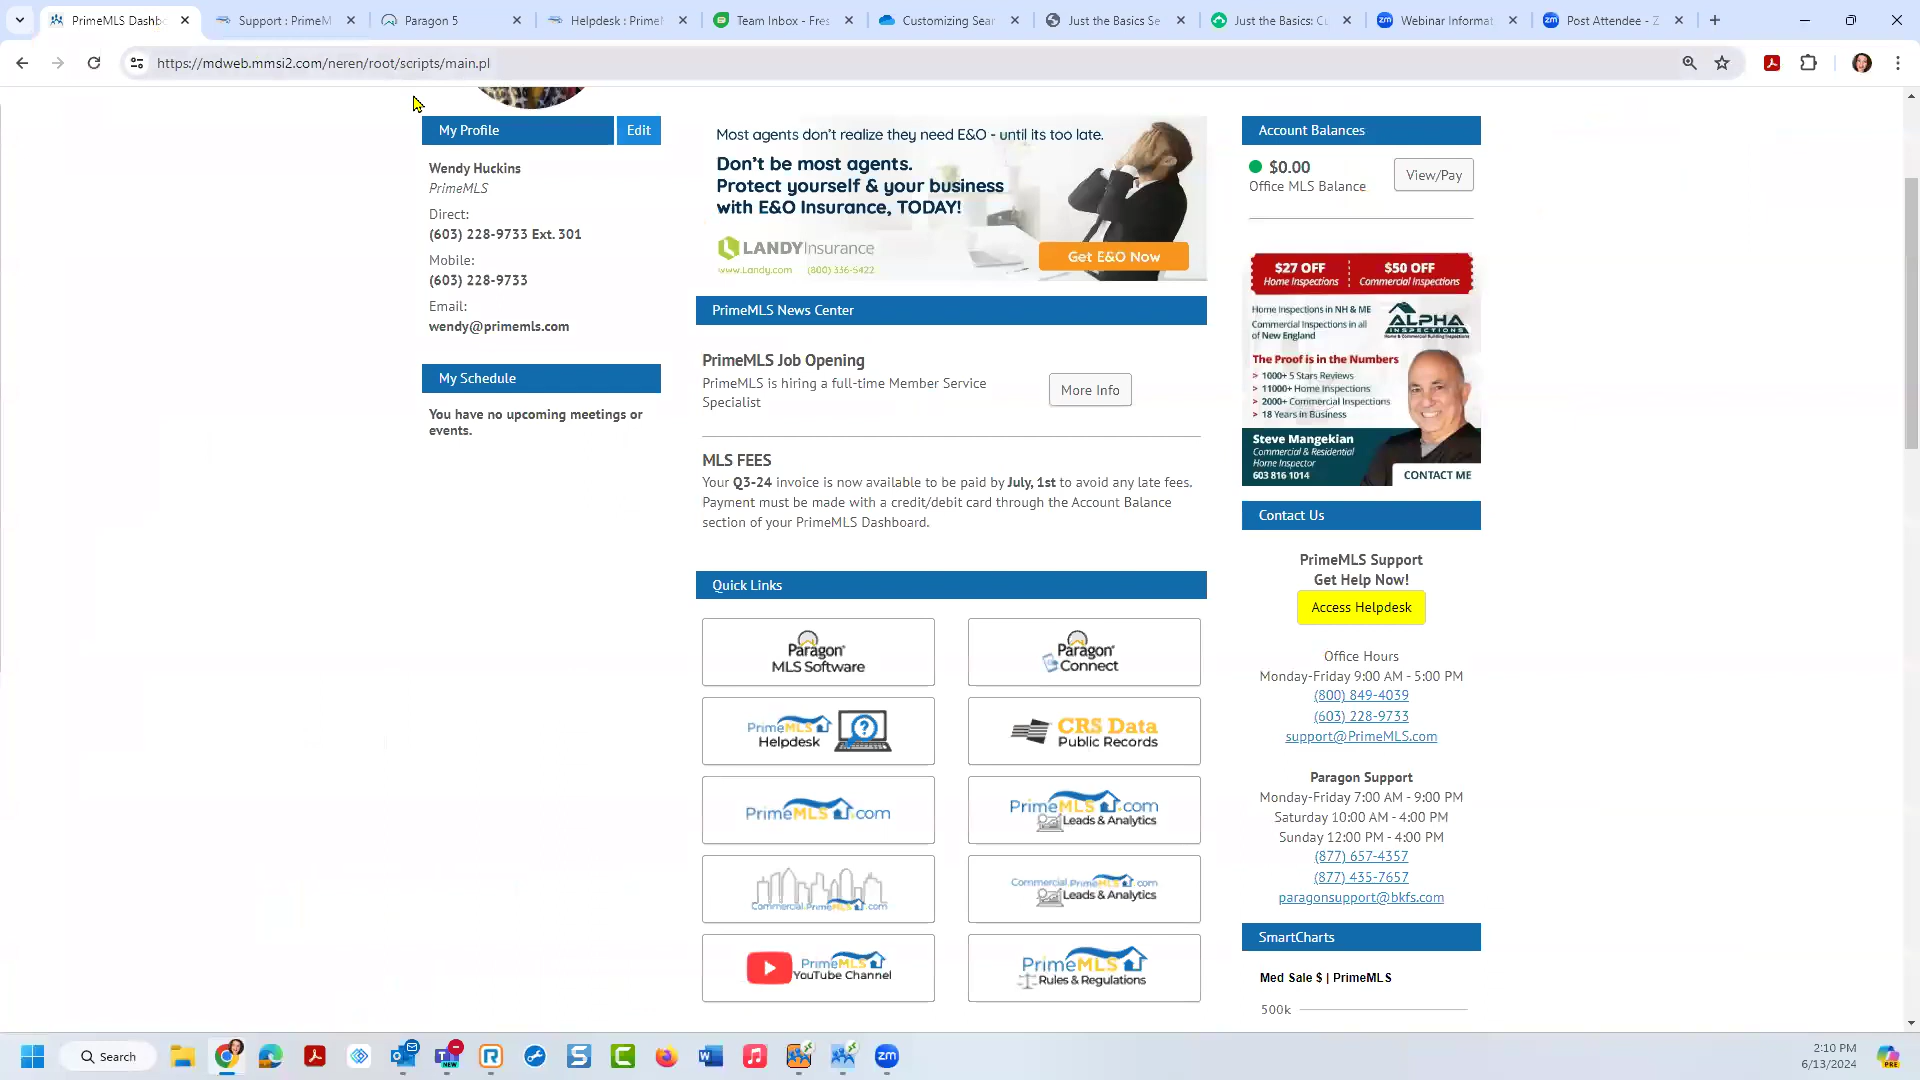 PrimeMLS Dashbo
Support : PrimeM
Paragon 5
Helpdesk : PrimeM
Team Inbox - Fres
Customizing Sear
Just the Basics Se
Just the Basics: Cu
Webinar Informat
Post Attendee - Z
https://mdweb.mmsi2.com/neren/root/scripts/main.pl
My Profile
Edit
Wendy Huckins
PrimeMLS
Direct:
(603) 228-9733 Ext. 301
Mobile:
(603) 228-9733
Email:
wendy@primemls.com
My Schedule
You have no upcoming meetings or
events.
Most agents don't realize they need E&O - until its too late.
Don't be most agents.
Protect yourself & your business
with E&O Insurance, TODAY!
LANDYInsurance
www.Landy.com (800) 336-5422
Get E&O Now
PrimeMLS News Center
PrimeMLS Job Opening
PrimeMLS is hiring a full-time Member Service
Specialist
More Info
MLS FEES
Your Q3-24 invoice is now available to be paid by July, 1st to avoid any late fees.
Payment must be made with a credit/debit card through the Account Balance
section of your PrimeMLS Dashboard.
Quick Links
Paragon
MLS Software
Paragon
Connect
PrimeMLS
Helpdesk
CRS Data
Public Records
PrimeMLS.com
PrimeMLS.com
Leads & Analytics
Commercial.PrimeMLS.com
Commercial.PrimeMLS.com
Leads & Analytics
PrimeMLS
YouTube Channel
PrimeMLS
Rules & Regulations
Account Balances
$0.00
Office MLS Balance
View/Pay
$27 OFF
Home Inspections
$50 OFF
Commercial Inspections
Home Inspections in NH & ME
Commercial Inspections in all
of New England
ALPHA
INSPECTIONS
The Proof is in the Numbers
> 1000+ 5 Stars Reviews
> 11000+ Home Inspections
> 2000+ Commercial Inspections
> 18 Years in Business
Steve Mangekian
Commercial & Residential
Home Inspector
603 816 1014
CONTACT ME
Contact Us
PrimeMLS Support
Get Help Now!
Access Helpdesk
Office Hours
Monday-Friday 9:00 AM - 5:00 PM
(800) 849-4039
(603) 228-9733
support@PrimeMLS.com
Paragon Support
Monday-Friday 7:00 AM - 9:00 PM
Saturday 10:00 AM - 4:00 PM
Sunday 12:00 PM - 4:00 PM
(877) 657-4357
(877) 435-7657
paragonsupport@bkfs.com
SmartCharts
Med Sale $ | PrimeMLS
500k
Search
2:10 PM
6/13/2024